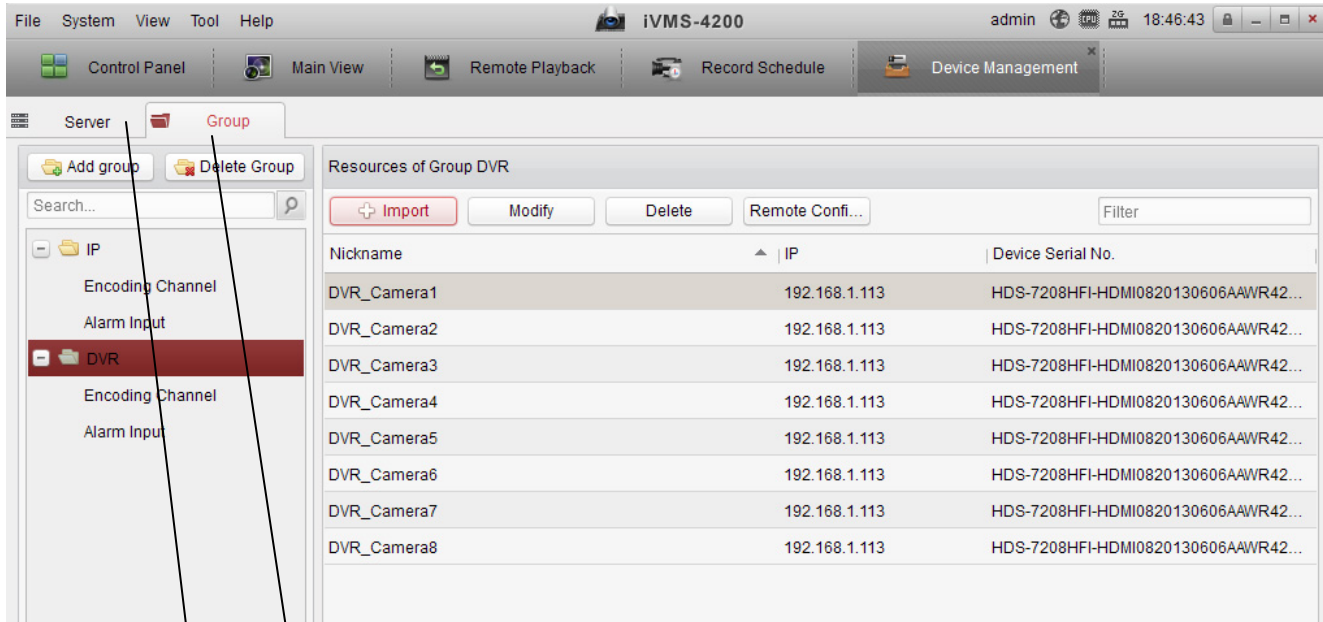 File System View Tool Help iVMS-4200 admin CPU 2G 18:46:43
Control Panel Main View Remote Playback Record Schedule Device Management
Server Group
Add group Delete Group Resources of Group DVR
Search... Import Modify Delete Remote Confi... Filter
IP Nickname IP Device Serial No.
Encoding Channel DVR_Camera1 192.168.1.113 HDS-7208HFI-HDMI0820130606AAWR42...
Alarm Input DVR_Camera2 192.168.1.113 HDS-7208HFI-HDMI0820130606AAWR42...
DVR DVR_Camera3 192.168.1.113 HDS-7208HFI-HDMI0820130606AAWR42...
Encoding Channel DVR_Camera4 192.168.1.113 HDS-7208HFI-HDMI0820130606AAWR42...
Alarm Input DVR_Camera5 192.168.1.113 HDS-7208HFI-HDMI0820130606AAWR42...
DVR_Camera6 192.168.1.113 HDS-7208HFI-HDMI0820130606AAWR42...
DVR_Camera7 192.168.1.113 HDS-7208HFI-HDMI0820130606AAWR42...
DVR_Camera8 192.168.1.113 HDS-7208HFI-HDMI0820130606AAWR42...